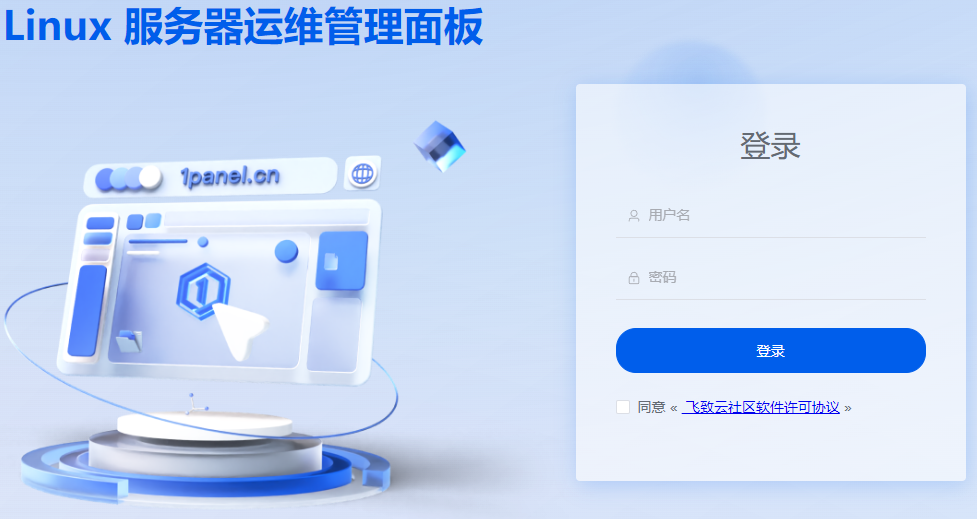 Linux 服务器运维管理面板
1panel.cn
1
登录
用户名
密码
登录
同意 « 飞致云社区软件许可协议 »